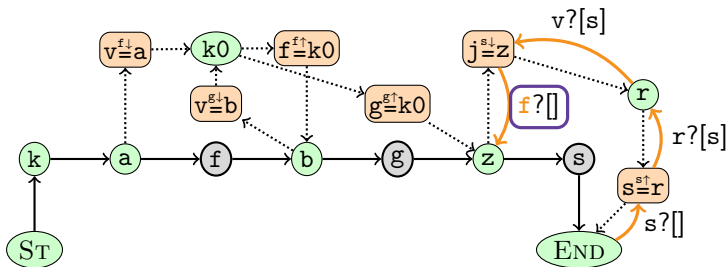 v?[s]
v=a f↓
k0
f=k0 f↑
j=z s↓
v=b g↓
g=k0 g↑
f?[]
r
r?[s]
k
a
f
b
g
z
s
s=r s↑
s?[]
ST
END